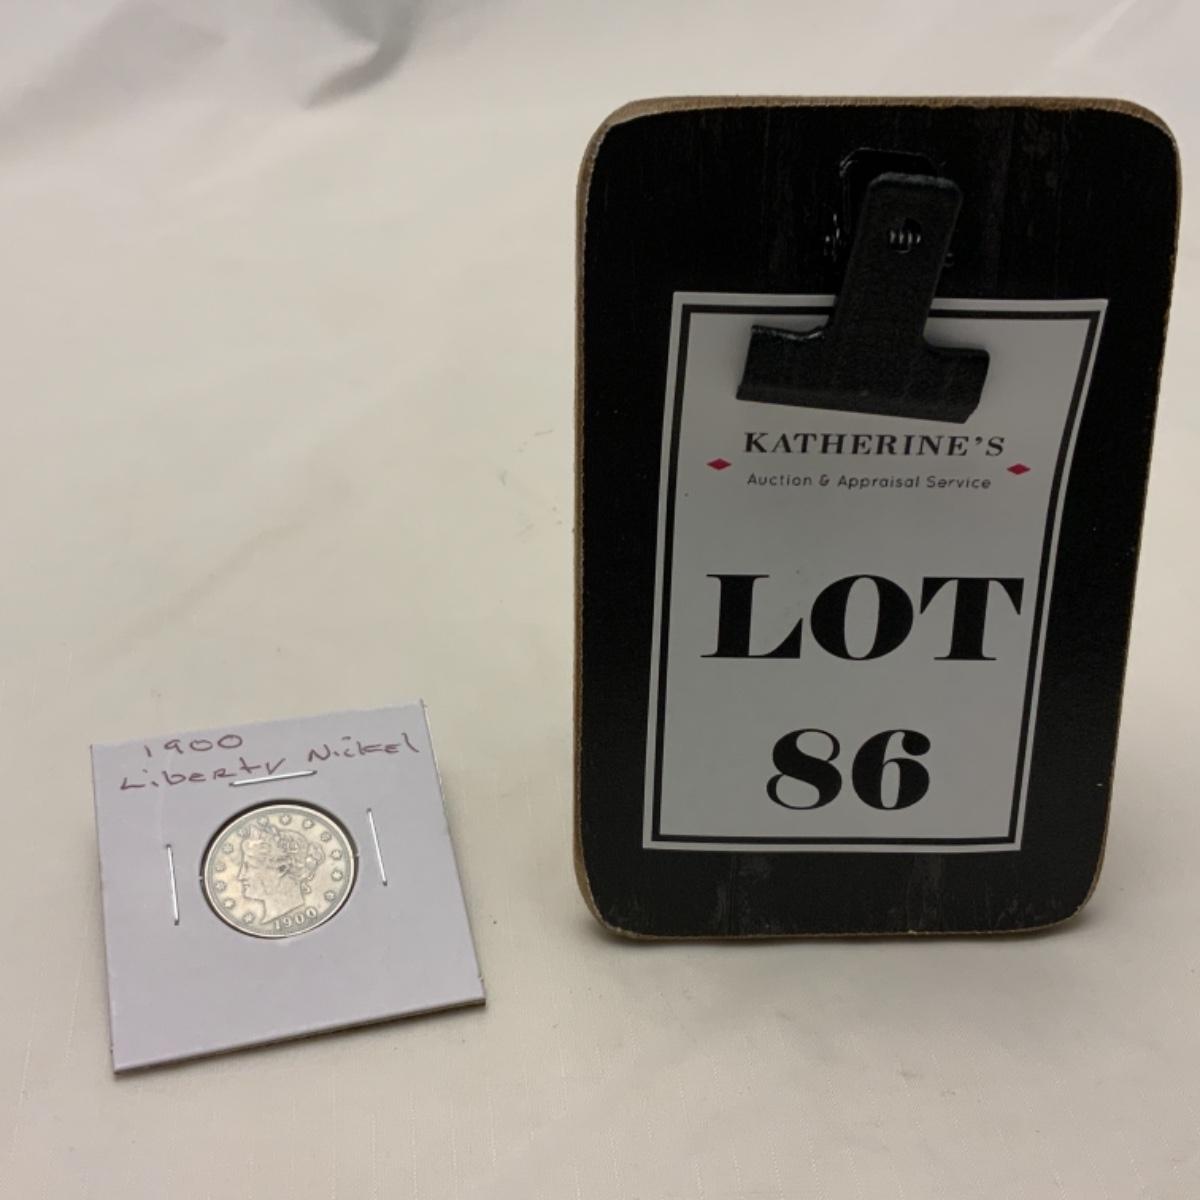 1900
Liberty Nickel
1900
KATHERINE'S
Auction & Appraisal Service
LOT
86